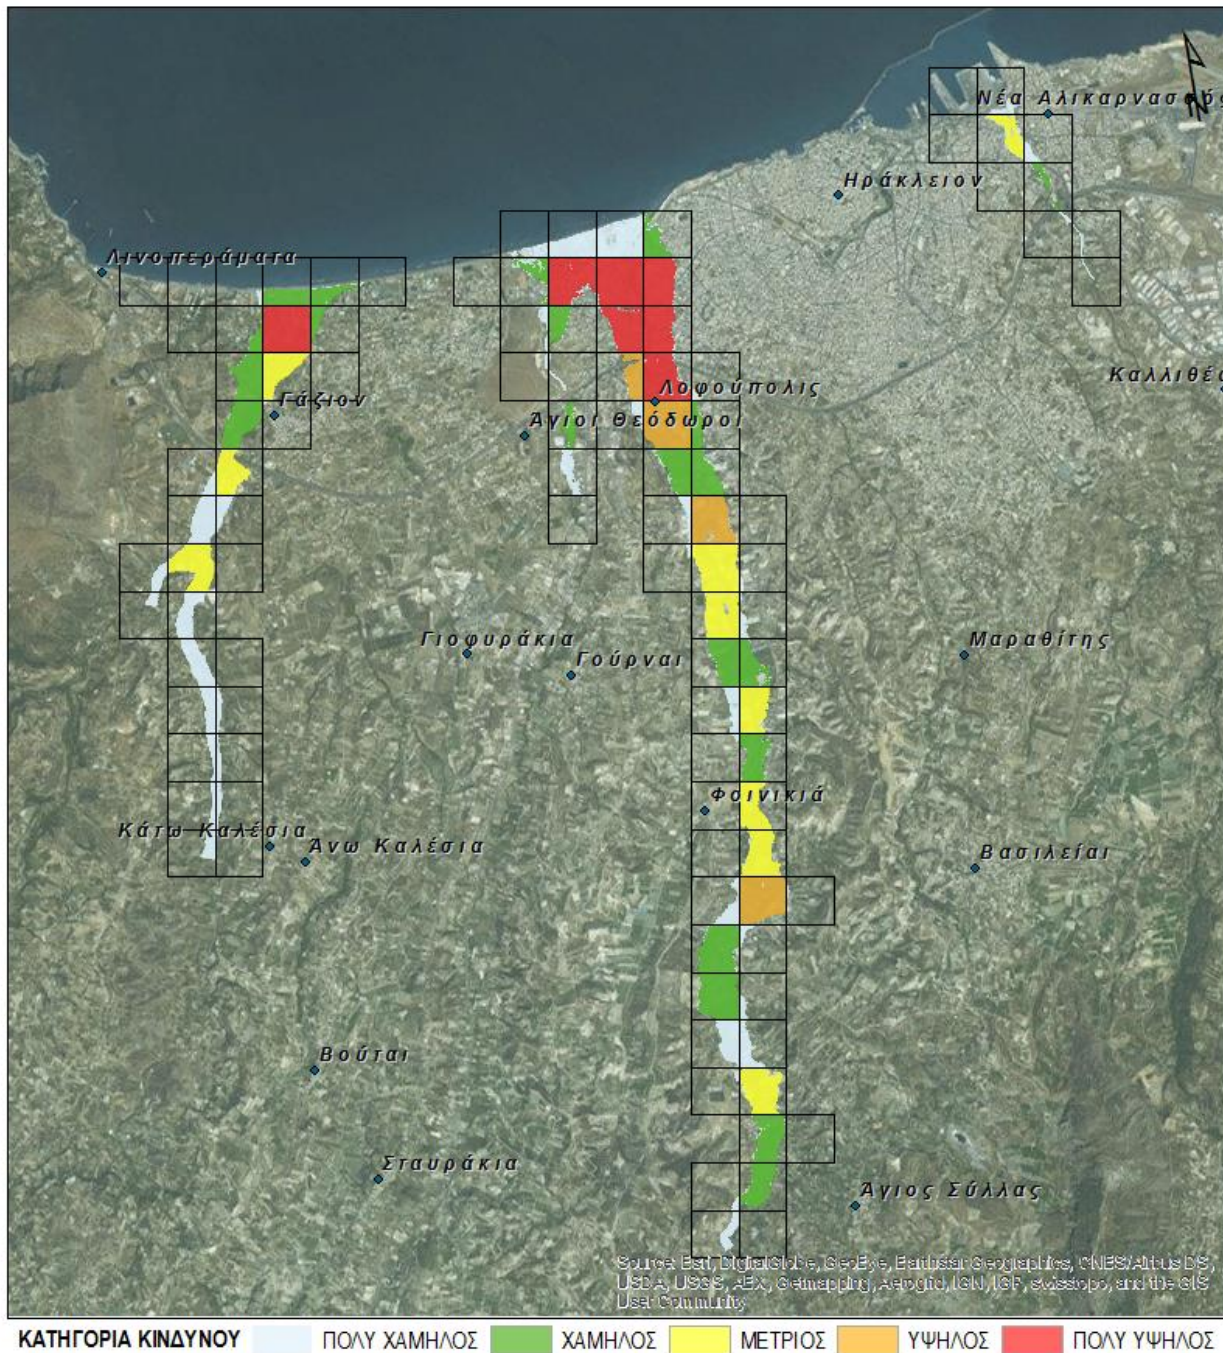 Νέα Αλικαρνασσός
Ηράκλειον
Λινοπεράματα
Καλλιθέα
Λοφούπολις
Γάζιον
Άγιοι Θεόδωροι
Γιοφυράκια
Γούρναι
Μαραθίτης
Φοινικιά
Κάτω Καλέσια
Άνω Καλέσια
Βασιλείαι
Βούται
Σταυράκια
Άγιος Σύλλας
Source: Esri, DigitalGlobe, GeoEye, Earthstar Geographics, CNES/Airbus DS,
USDA, USGS, AEX, Getmapping, Aerogrid, IGN, IGP, swisstopo, and the GIS
User Community
ΚΑΤΗΓΟΡΙΑ ΚΙΝΔΥΝΟΥ ΠΟΛΥ ΧΑΜΗΛΟΣ ΧΑΜΗΛΟΣ ΜΕΤΡΙΟΣ ΥΨΗΛΟΣ ΠΟΛΥ ΥΨΗΛΟΣ